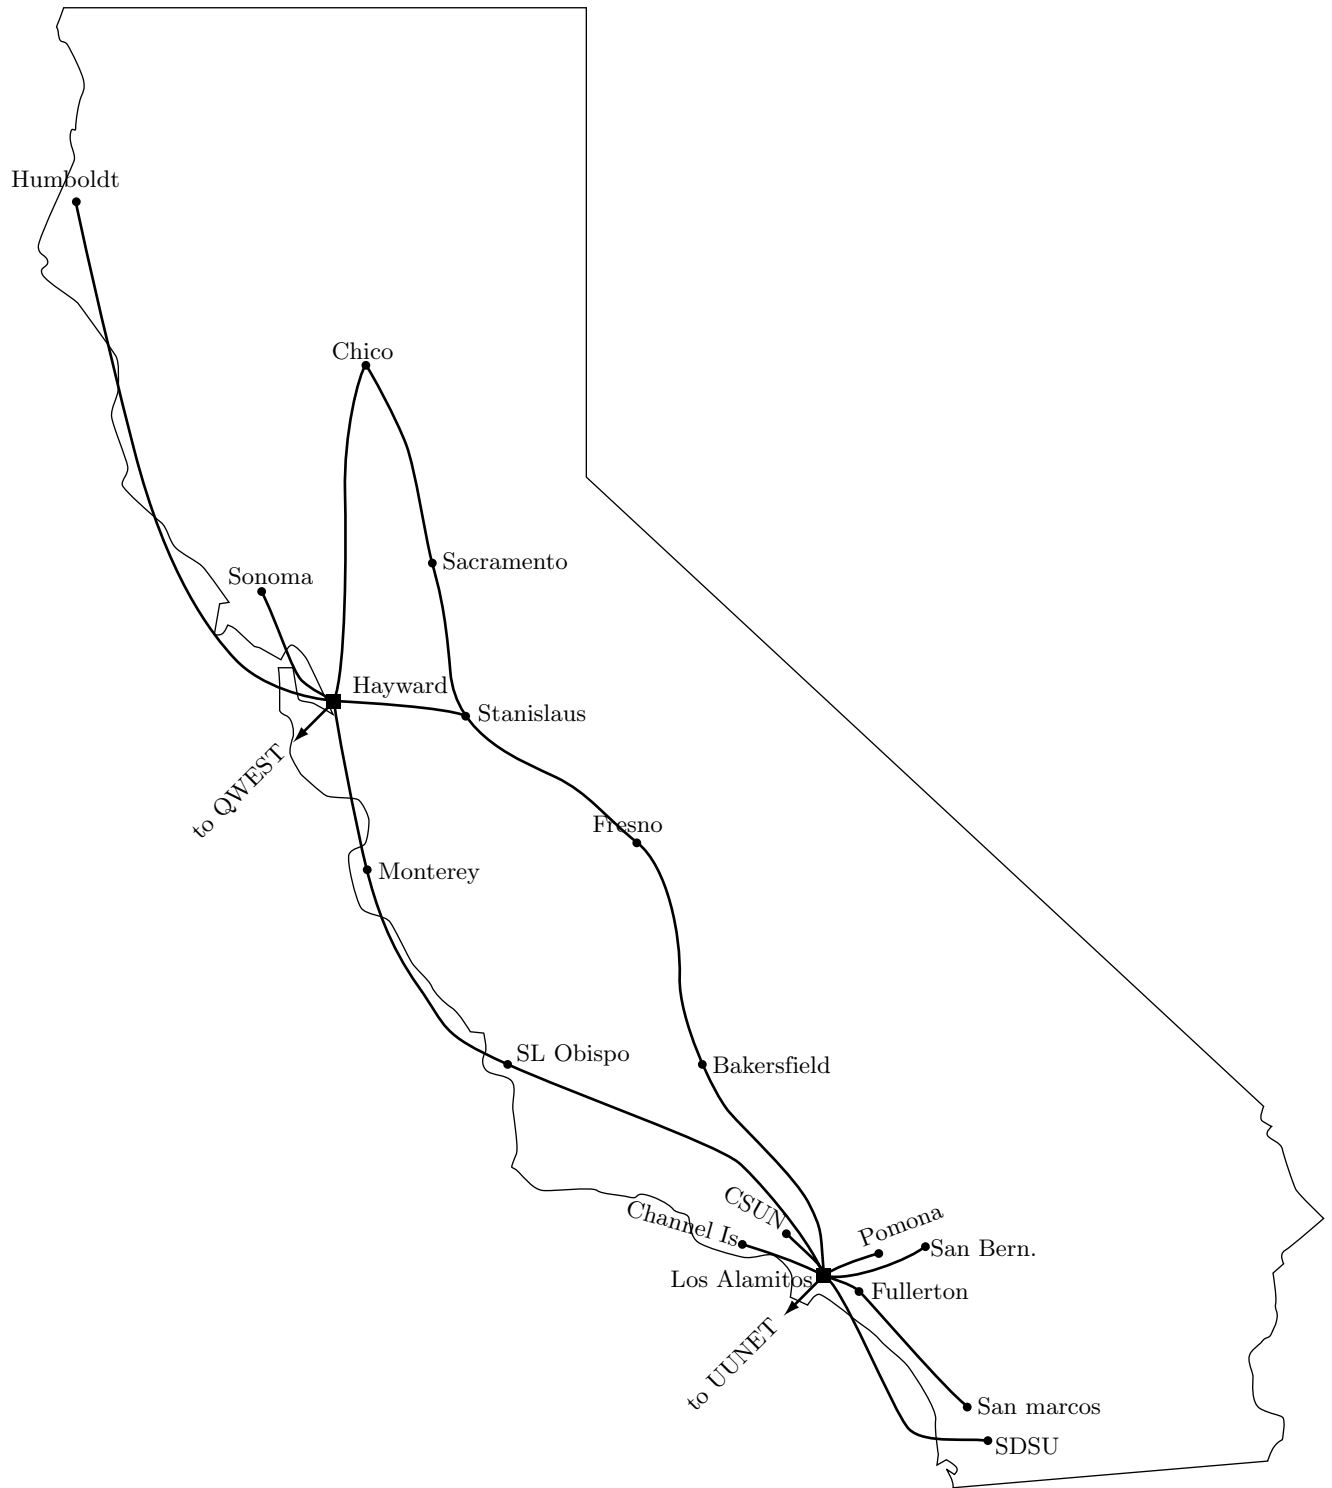 Humboldt
Chico
Sacramento
Sonoma
Hayward
Stanislaus
to QWEST
Fresno
Monterey
SL Obispo
Bakersfield
CSUN
Channel Is
Pomona
San Bern.
Los Alamitos
Fullerton
to UUNET
San marcos
SDSU